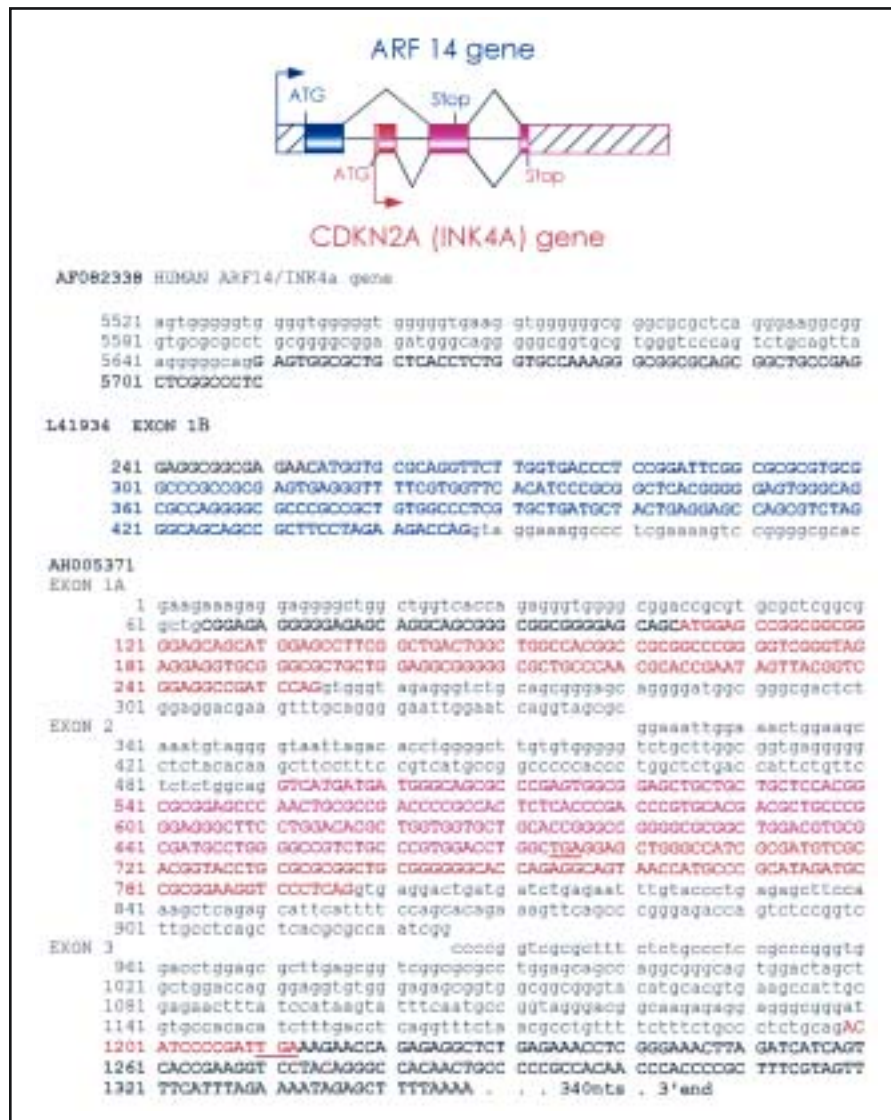 ARF 14 gene
ATG
Stop
ATG
Stop
CDKN2A (INK4A) gene
AF082338 HUMAN ARF14/INK4a gene
5521 agtgggggtg gggtgggggt gggggtgaag gtggggggcg ggcgcgctca gggaaggcgg
5581 gtgcgcgcct gcggggcgga gatgggcagg gggcggtgcg tgggtcccag tctgcagtta
5641 agggggcagG AGTGGCGCTG CTCACCTCTG GTGCCAAAGG GCGGCGCAGC GGCTGCCGAG
5701 CTCGGCCCTC
L41934 EXON 1B
241 GAGGCGGCGA GAACATGGTG CGCAGGTTCT TGGTGACCCT CCGGATTCGG CGCGCGTGCG
301 GCCCGCCGCG AGTGAGGGTT TTCGTGGTTC ACATCCCGCG GCTCACGGGG GAGTGGGCAG
361 CGCCAGGGGC GCCCGCCGCT GTGGCCCTCG TGCTGATGCT ACTGAGGAGC CAGCGTCTAG
421 GGCAGCAGCC GCTTCCTAGA AGACCAGgta ggaaaggccc tcgaaaagtc cggggcgcac
AH005371
EXON 1A
1 gaagaaagag gaggggctgg ctggtcacca gagggtgggg cggaccgcgt gcgctcggcg
61 gctgCGGAGA GGGGGAGAGC AGGCAGCGGG CGGCGGGGAG CAGCATGGAG CCGGCGGCGG
121 GGAGCAGCAT GGAGCCTTCG GCTGACTGGC TGGCCACGGC CGCGGCCCGG GGTCGGGTAG
181 AGGAGGTGCG GGCGCTGCTG GAGGCGGGGG CGCTGCCCAA CGCACCGAAT AGTTACGGTC
241 GGAGGCCGAT CCAGgtgggt agagggtctg cagcgggagc aggggatggc gggcgactct
301 ggaggacgaa gtttgcaggg gaattggaat caggtagcgc
EXON 2 ggaaattgga aactggaagc
361 aaatgtaggg gtaattagac acctggggct tgtgtggggg tctgcttggc ggtgaggggg
421 ctctacacaa gcttcctttc cgtcatgccg gcccccaccc tggctctgac cattctgttc
481 tctctggcag GTCATGATGA TGGGCAGCGC CCGAGTGGCG GAGCTGCTGC TGCTCCACGG
541 CGCGGAGCCC AACTGCGCCG ACCCCGCCAC TCTCACCCGA CCCGTGCACG ACGCTGCCCG
601 GGAGGGCTTC CTGGACACGC TGGTGGTGCT GCACCGGGCC GGGGCGCGGC TGGACGTGCG
661 CGATGCCTGG GGCCGTCTGC CCGTGGACCT GGCTGAGGAG CTGGGCCATC GCGATGTCGC
721 ACGGTACCTG CGCGCGGCTG CGGGGGGCAC CAGAGGCAGT AACCATGCCC GCATAGATGC
781 CGCGGAAGGT CCCTCAGgtg aggactgatg atctgagaat ttgtaccctg agagcttcca
841 aagctcagag cattcatttt ccagcacaga aagttcagcc cgggagacca gtctccggtc
901 ttgcctcagc tcacgcgcca atcgg
EXON 3 ccccg gtcgcgcttt ctctgccctc cgcccgggtg
961 gacctggagc gcttgagcgg tcggcgcgcc tggagcagcc aggcgggcag tggactagct
1021 gctggaccag ggaggtgtgg gagagcggtg gcggcgggta catgcacgtg aagccattgc
1081 gagaacttta tccataagta tttcaatgcc ggtagggacg gcaagagagg agggcgggat
1141 gtgccacaca tctttgacct caggtttcta acgcctgttt tctttctgcc ctctgcagAC
1201 ATCCCCGATT GAAAGAACCA GAGAGGCTCT GAGAAACCTC GGGAAACTTA GATCATCAGT
1261 CACCGAAGGT CCTACAGGGC CACAACTGCC CCCGCCACAA CCCACCCCGC TTTCGTAGTT
1321 TTCATTTAGA AAATAGAGCT TTTAAAA . . . 340nts . 3'end